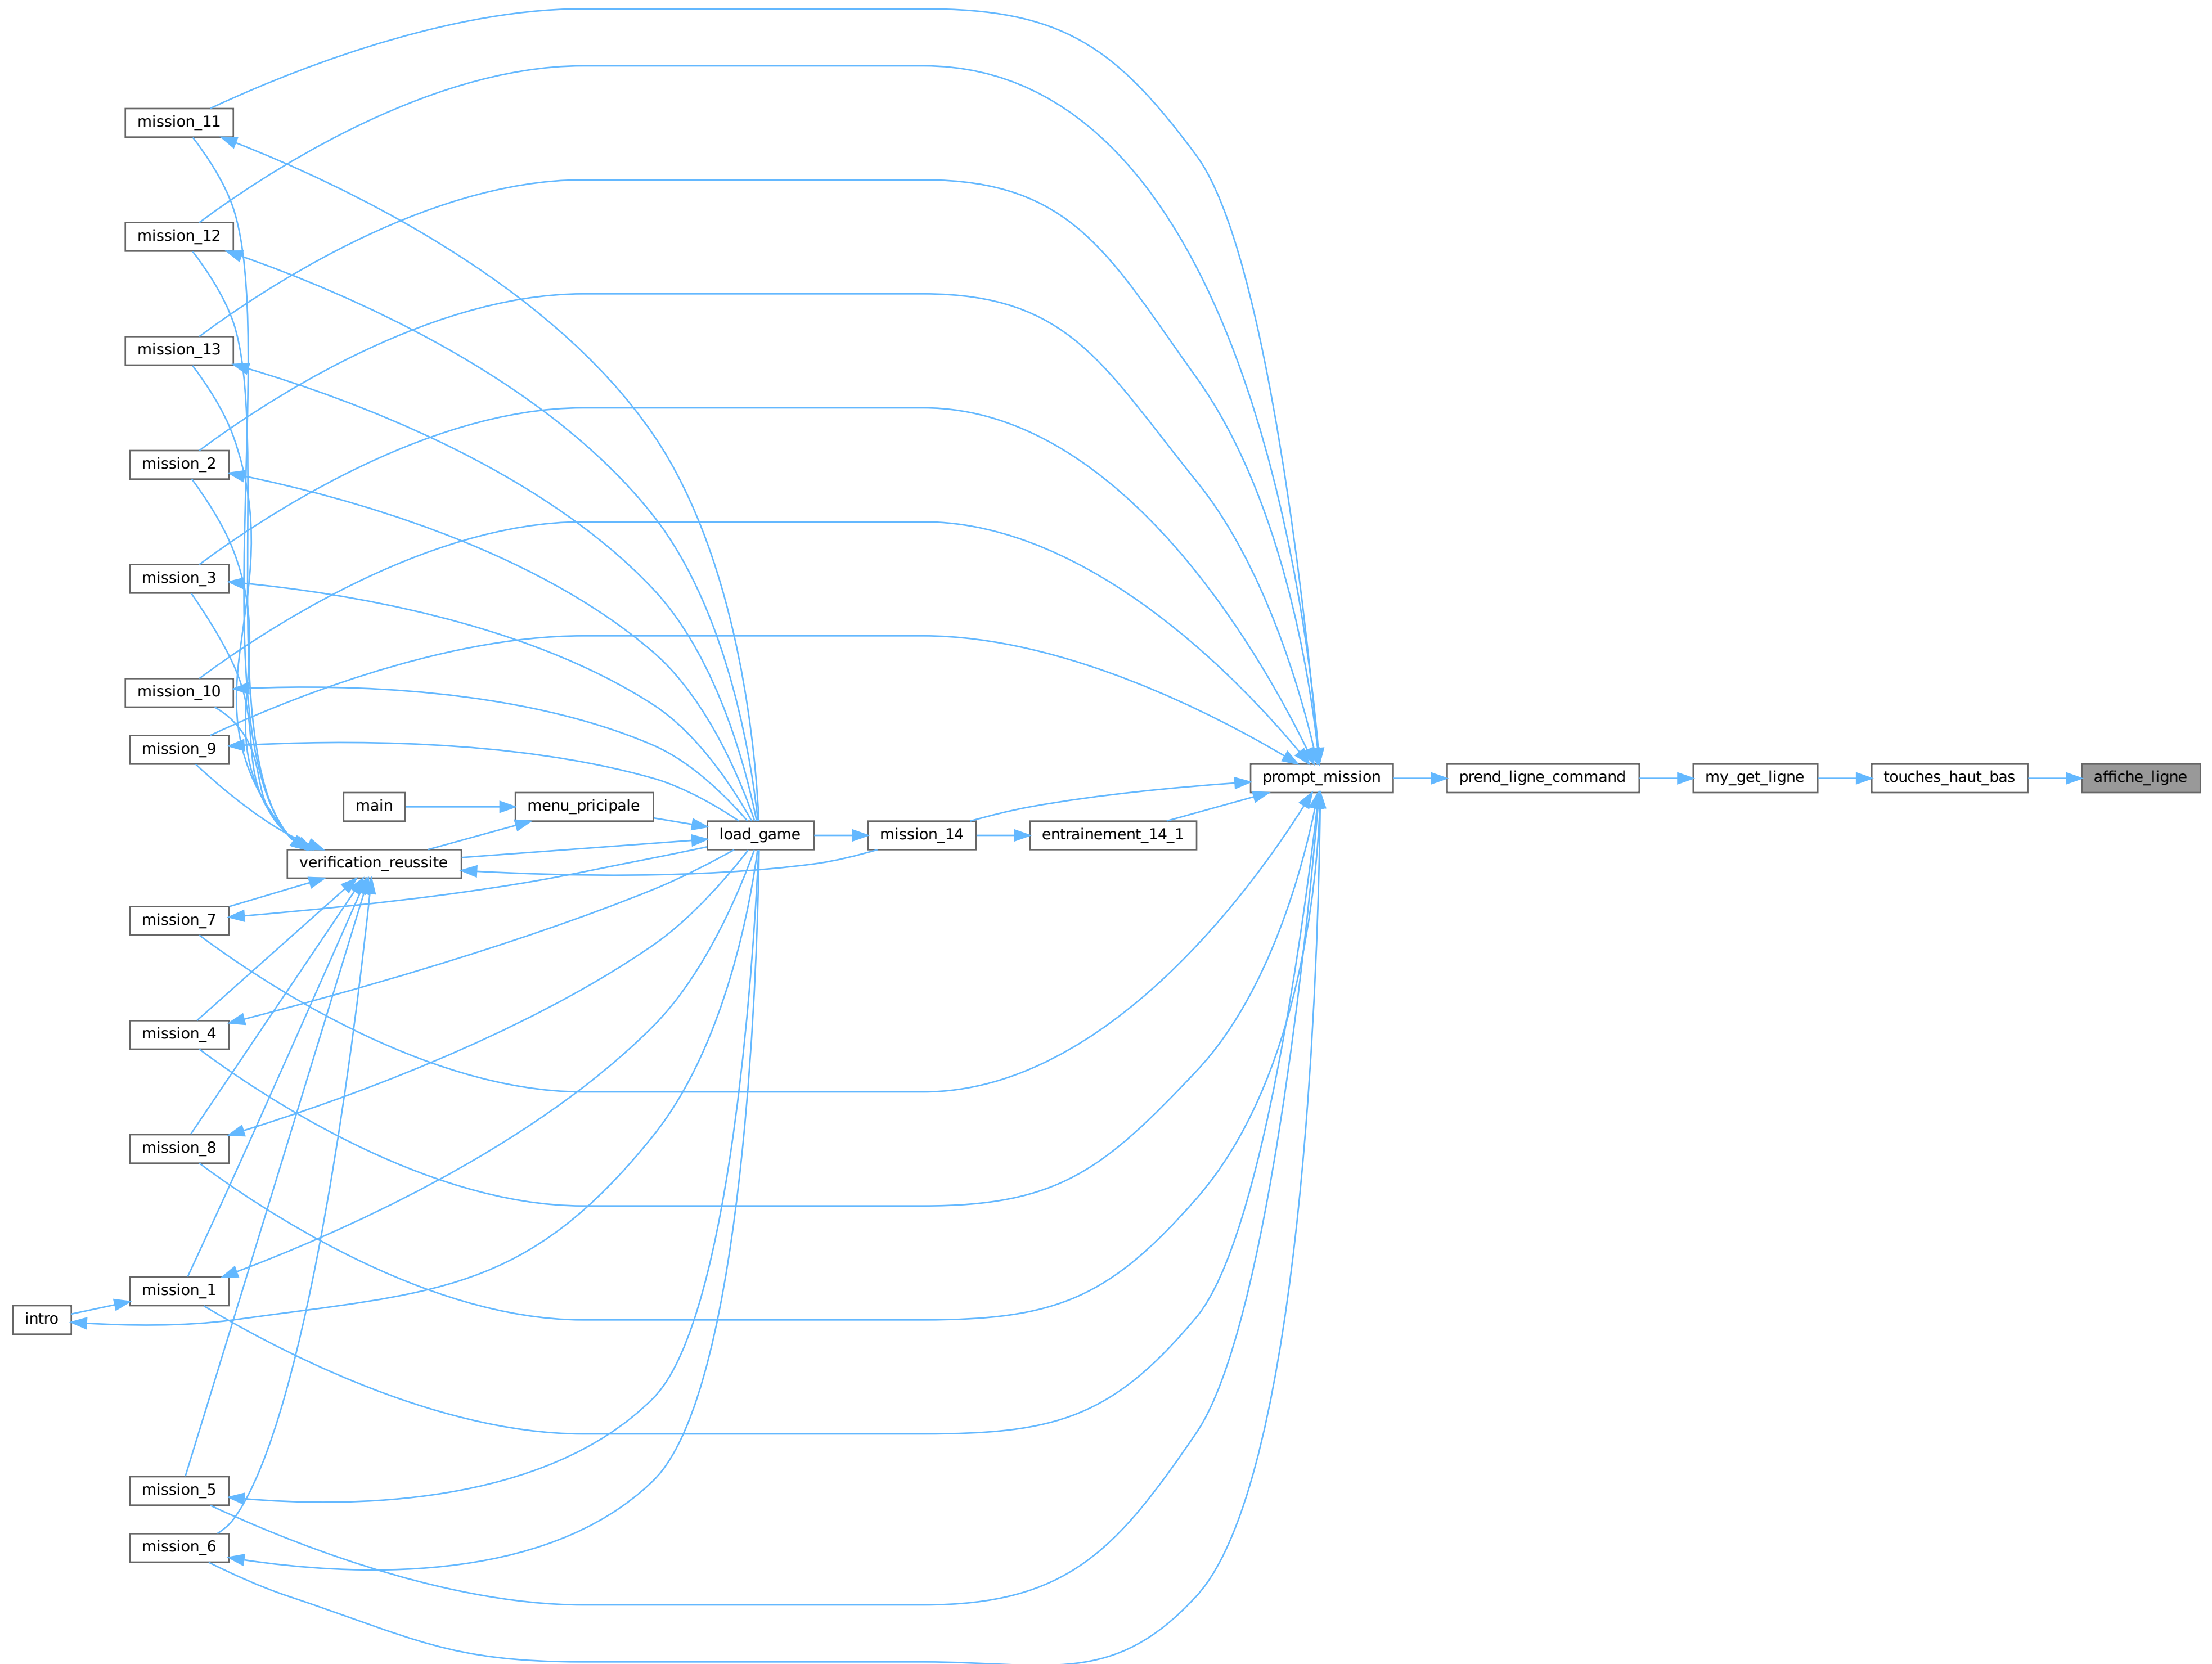 mission_11
mission_12
mission_13
mission_2
mission_3
mission_10
mission_9
main
menu_pricipale
load_game
verification_reussite
mission_14
entrainement_14_1
prompt_mission
prend_ligne_command
my_get_ligne
touches_haut_bas
affiche_ligne
mission_7
mission_4
mission_8
mission_1
intro
mission_5
mission_6